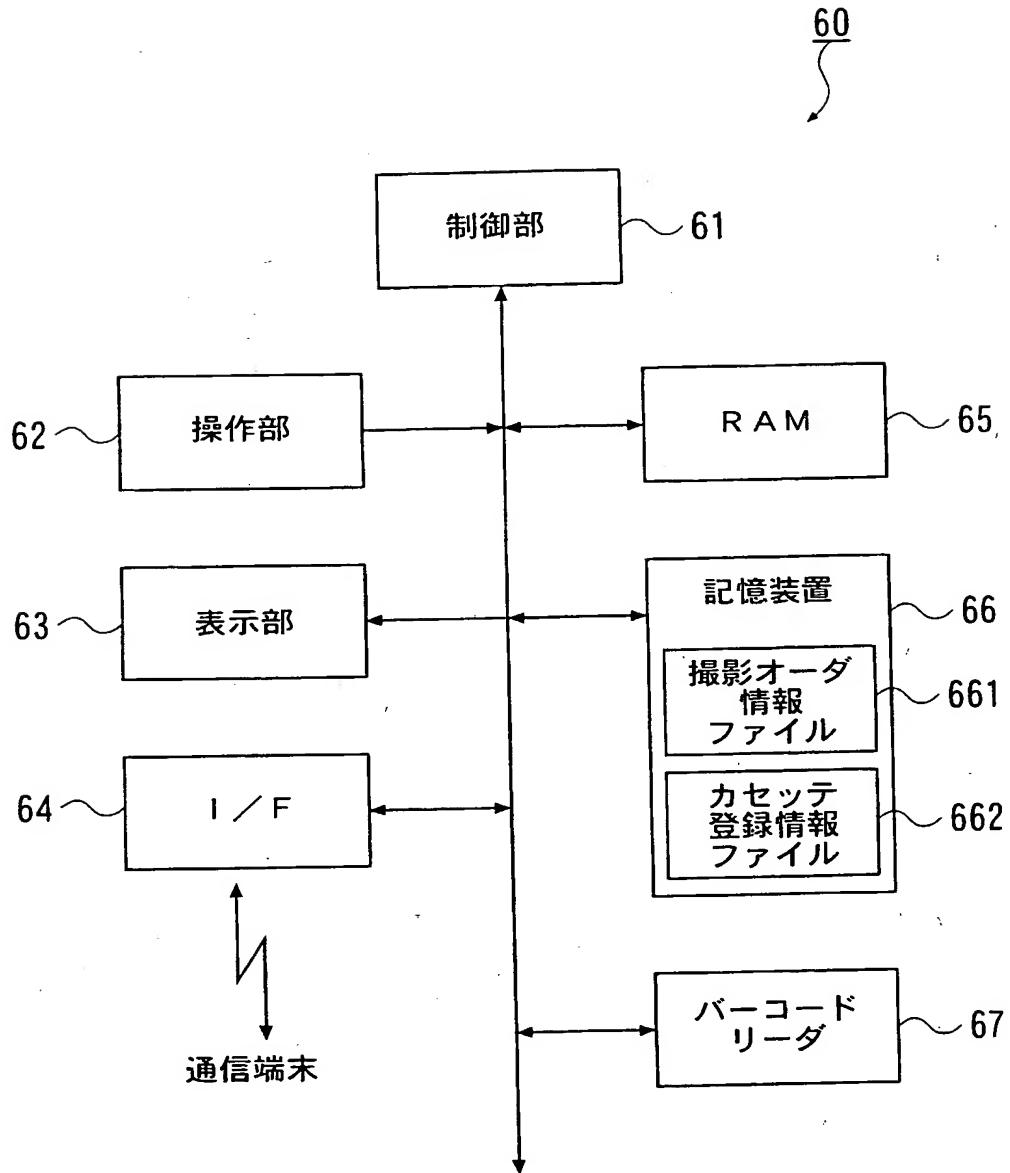 60
制御部
61
62
操作部
RAM
65
63
表示部
記憶装置
66
撮影オーダ
情報
ファイル
661
カセッテ
登録情報
ファイル
662
64
I／F
通信端末
バーコード
リーダ
67